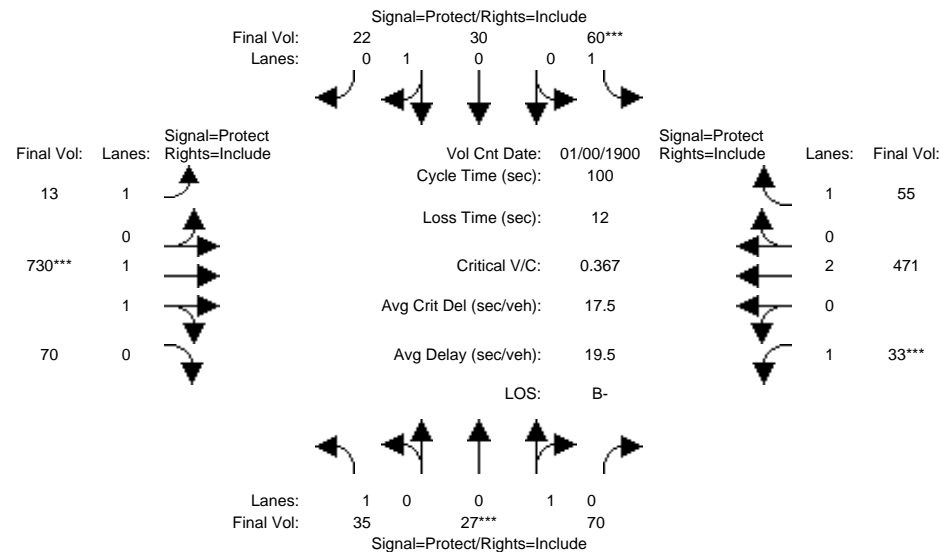 Signal=Protect/Rights=Include
Final Vol: 22 30 60***
Lanes: 0 1 0 0 1
Signal=Protect
Final Vol: Lanes: Rights=Include
Vol Cnt Date: 01/00/1900
Signal=Protect
Rights=Include Lanes: Final Vol:
Cycle Time (sec): 100
13 1
1 55
Loss Time (sec): 12
0
0
730*** 1
Critical V/C: 0.367
2 471
1
Avg Crit Del (sec/veh): 17.5
0
70 0
Avg Delay (sec/veh): 19.5
1 33***
LOS: B-
Lanes: 1 0 0 1 0
Final Vol: 35 27*** 70
Signal=Protect/Rights=Include